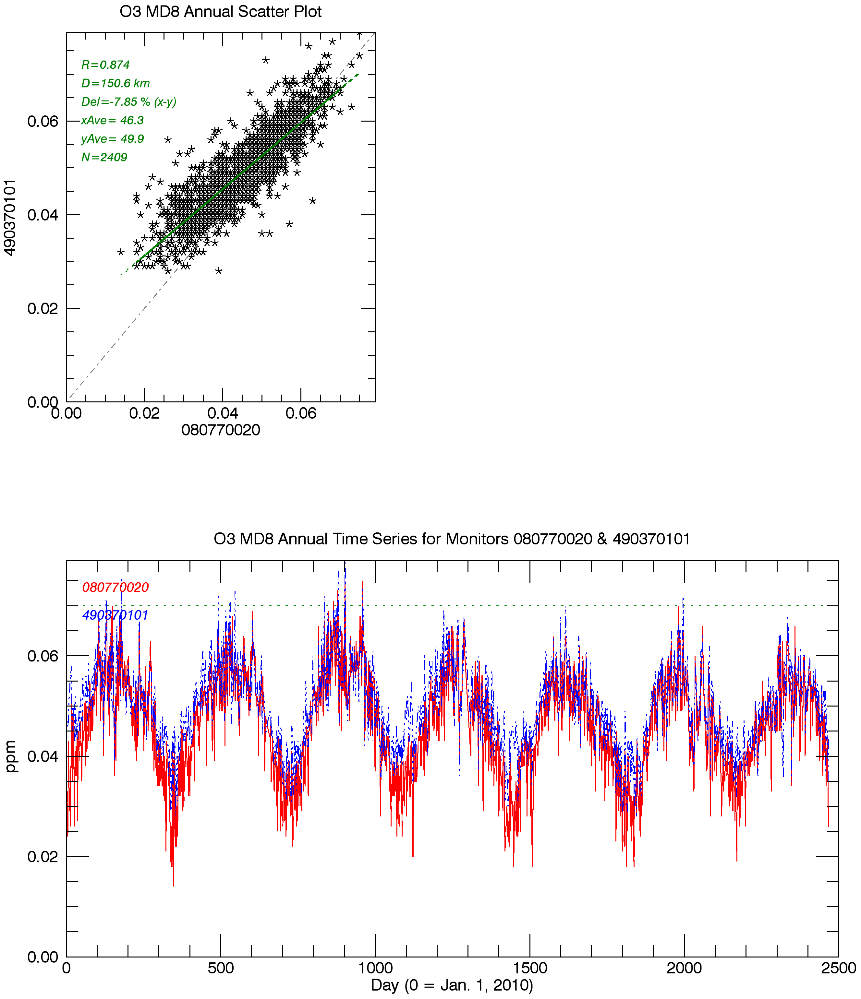 O3 MD8 Annual Scatter Plot
R=0.874
D=150.6 km
Del=-7.85 % (x-y)
xAve= 46.3
yAve= 49.9
N=2409
0.06
0.04
0.02
0.00
490370101
0.00 0.02 0.04 0.06
080770020
O3 MD8 Annual Time Series for Monitors 080770020 & 490370101
080770020
490370101
0.06
0.04
0.02
0.00
ppm
0 500 1000 1500 2000 2500
Day (0 = Jan. 1, 2010)